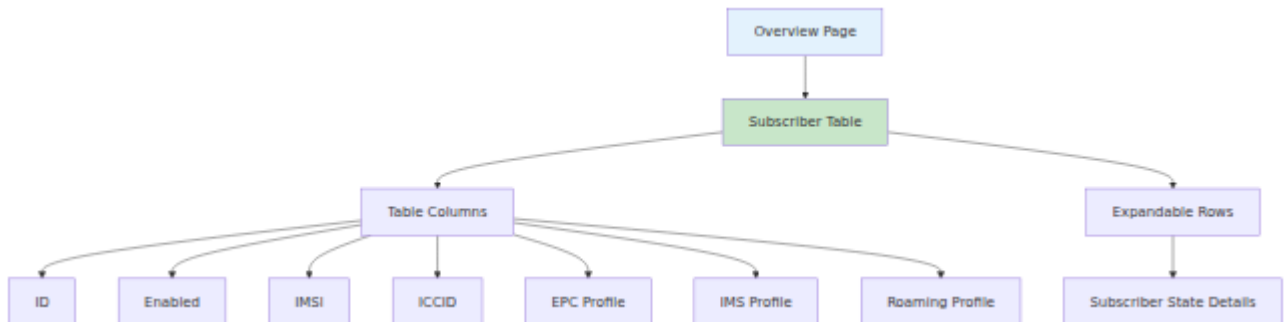 Overview Page
Subscriber Table
Table Columns
Expandable Rows
ID
Enabled
IMSI
ICCID
EPC Profile
IMS Profile
Roaming Profile
Subscriber State Details